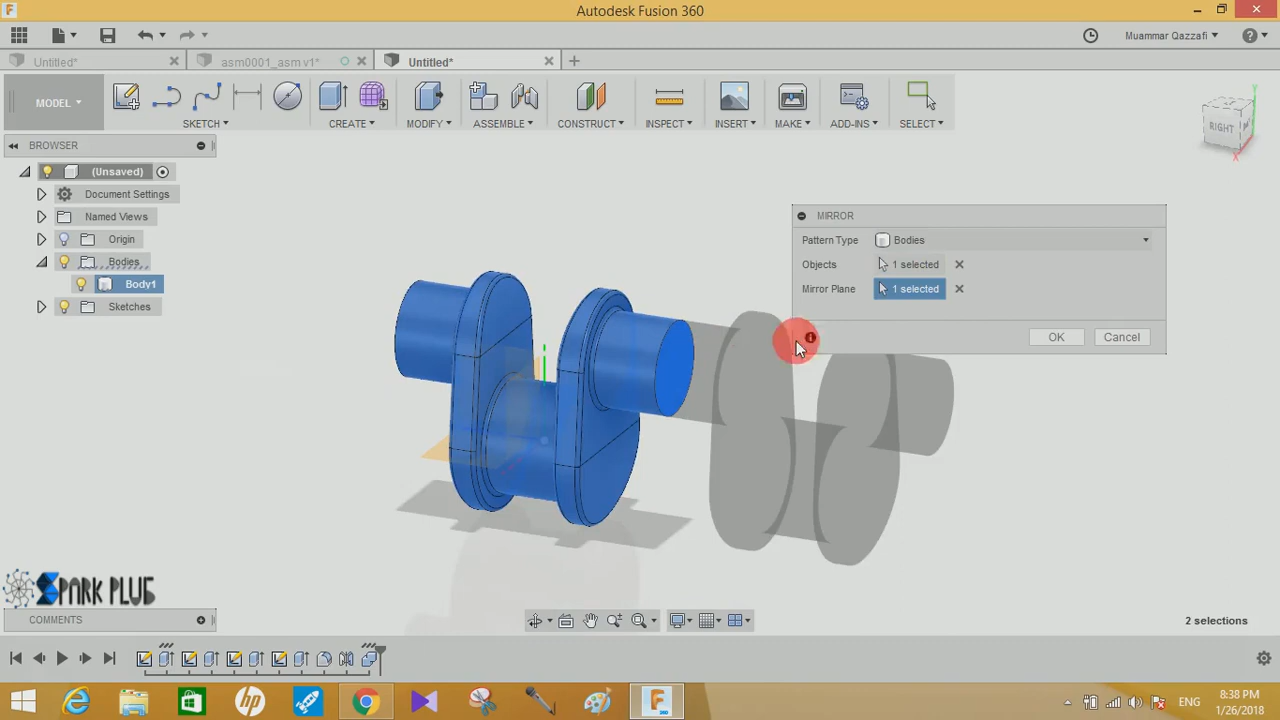 Autodesk Fusion 360
Muammar Qazzafi
Untitled*
asm0001_asm v1*
Untitled*
MODEL
SKETCH
CREATE
MODIFY
ASSEMBLE
CONSTRUCT
INSPECT
INSERT
MAKE
ADD-INS
SELECT
RIGHT
Y
Z
X
BROWSER
(Unsaved)
Document Settings
Named Views
Origin
Bodies
Body1
Sketches
MIRROR
Pattern Type Bodies
Objects 1 selected
Mirror Plane 1 selected
OK Cancel
SPARK PLUG
COMMENTS
2 selections
ENG
8:38 PM
1/26/2018